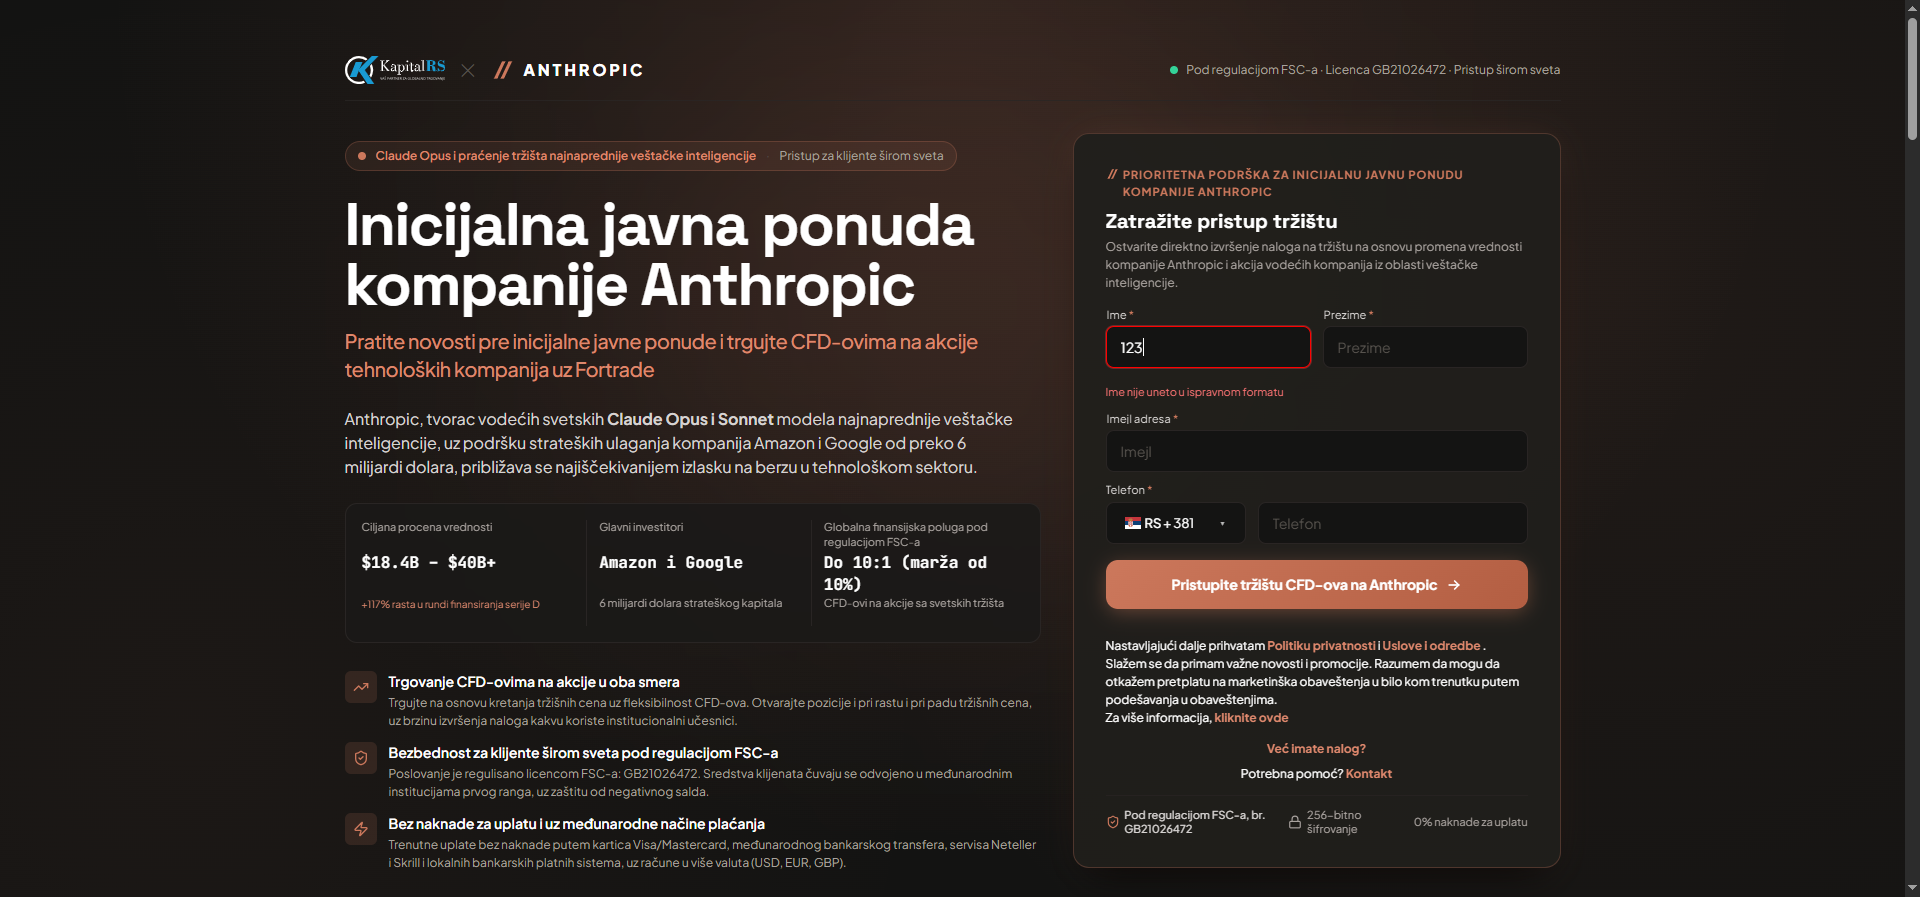 KapitalRS
VAŠ PARTNER ZA GLOBALNO TRGOVANJE
ANTHROPIC
Pod regulacijom FSC-a · Licenca GB21026472 · Pristup širom sveta
Claude Opus i praćenje tržišta najnaprednije veštačke inteligencije
Pristup za klijente širom sveta
Inicijalna javna ponuda
kompanije Anthropic
Pratite novosti pre inicijalne javne ponude i trgujte CFD-ovima na akcije
tehnoloških kompanija uz Fortrade
Anthropic, tvorac vodećih svetskih Claude Opus i Sonnet modela najnaprednije veštačke
inteligencije, uz podršku strateških ulaganja kompanija Amazon i Google od preko 6
milijardi dolara, približava se najiščekivanijem izlasku na berzu u tehnološkom sektoru.
Ciljana procena vrednosti
$18.4B – $40B+
+117% rasta u rundi finansiranja serije D
Glavni investitori
Amazon i Google
6 milijardi dolara strateškog kapitala
Globalna finansijska poluga pod
regulacijom FSC-a
Do 10:1 (marža od
10%)
CFD-ovi na akcije sa svetskih tržišta
Trgovanje CFD-ovima na akcije u oba smera
Trgujte na osnovu kretanja tržišnih cena uz fleksibilnost CFD-ova. Otvarajte pozicije i pri rastu i pri padu tržišnih cena,
uz brzinu izvršenja naloga kakvu koriste institucionalni učesnici.
Bezbednost za klijente širom sveta pod regulacijom FSC-a
Poslovanje je regulisano licencom FSC-a: GB21026472. Sredstva klijenata čuvaju se odvojeno u međunarodnim
institucijama prvog ranga, uz zaštitu od negativnog salda.
Bez naknade za uplatu i uz međunarodne načine plaćanja
Trenutne uplate bez naknade putem kartica Visa/Mastercard, međunarodnog bankarskog transfera, servisa Neteller
i Skrill i lokalnih bankarskih platnih sistema, uz račune u više valuta (USD, EUR, GBP).
// PRIORITETNA PODRŠKA ZA INICIJALNU JAVNU PONUDU
KOMPANIJE ANTHROPIC
Zatražite pristup tržištu
Ostvarite direktno izvršenje naloga na tržištu na osnovu promena vrednosti
kompanije Anthropic i akcija vodećih kompanija iz oblasti veštačke
inteligencije.
Ime *
Prezime *
123
Prezime
Ime nije uneto u ispravnom formatu
Imejl adresa *
Imejl
Telefon *
RS + 381
Telefon
Pristupite tržištu CFD-ova na Anthropic →
Nastavljajući dalje prihvatam Politiku privatnosti i Uslove i odredbe .
Slažem se da primam važne novosti i promocije. Razumem da mogu da
otkažem pretplatu na marketinška obaveštenja u bilo kom trenutku putem
podešavanja u obaveštenjima.
Za više informacija, kliknite ovde
Već imate nalog?
Potrebna pomoć? Kontakt
Pod regulacijom FSC-a, br.
GB21026472
256-bitno
šifrovanje
0% naknade za uplatu